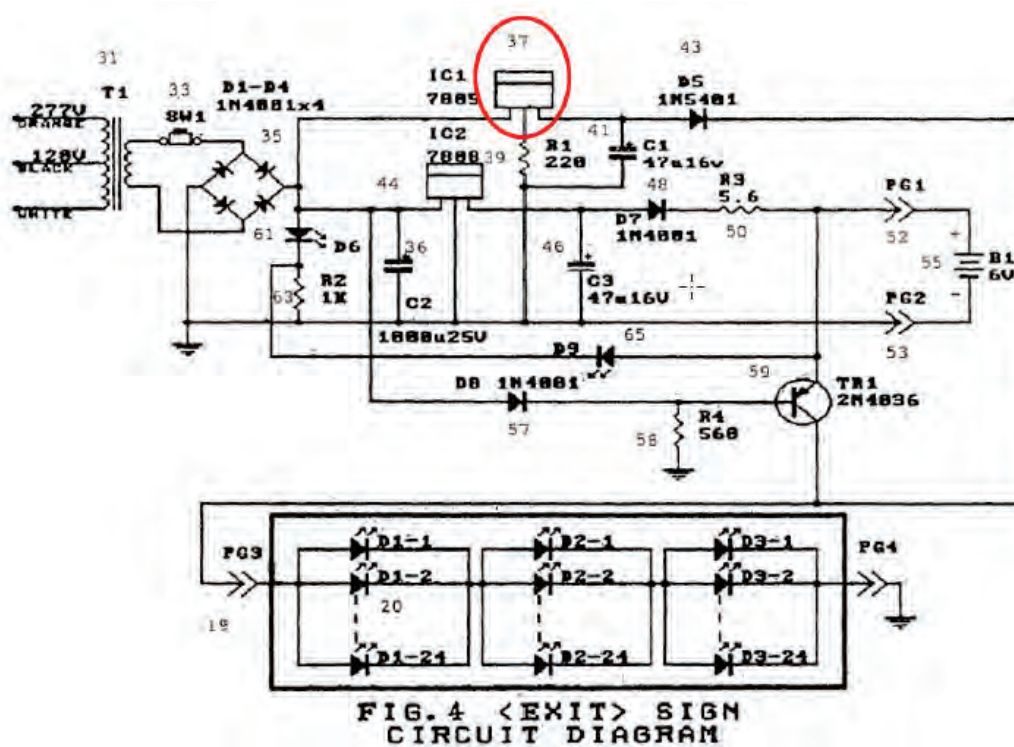 31
T1
277V
ORANGE
120V
BLACK
WHITE
33
SW1
D1-D4
1N4001x4
35
37
IC1
7805
43
D5
1N5401
IC2
7808
39
R1
220
41
C1
47u16v
44
48
D7
1N4001
R3
5.6
50
PG1
52
61
D6
36
46
C3
47u16V
55
B1
6V
+
-
63
R2
1K
C2
1000u25V
PG2
53
65
D9
59
TR1
2N4036
D8 1N4001
57
58
R4
560
PG3
19
D1-1
D2-1
D3-1
PG4
D1-2
D2-2
D3-2
20
D1-24
D2-24
D3-24
FIG.4 <EXIT> SIGN
CIRCUIT DIAGRAM